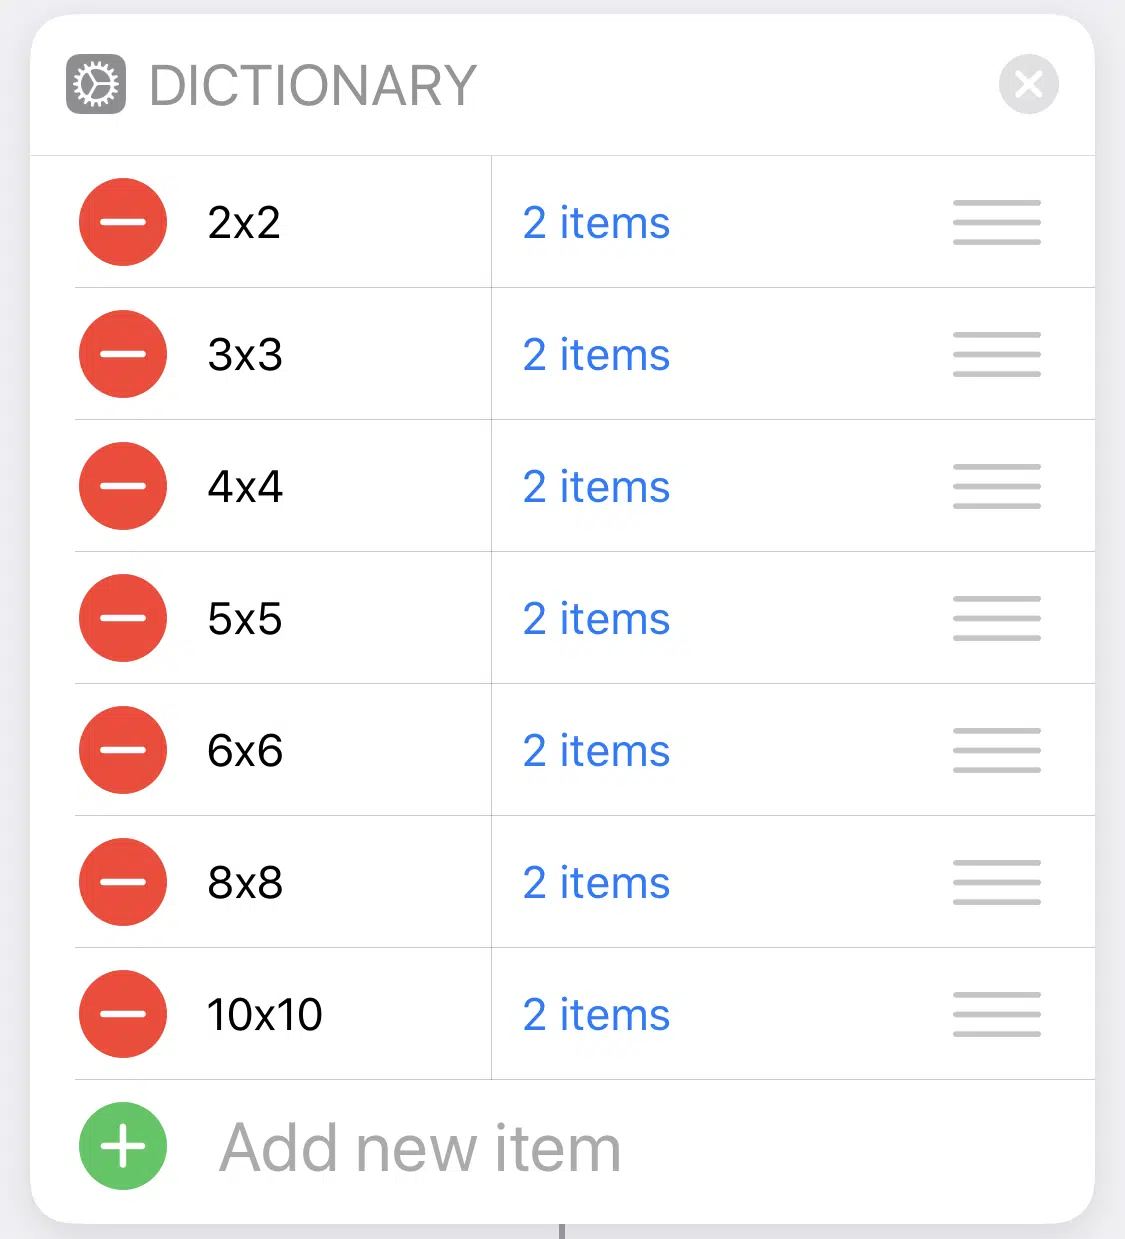 DICTIONARY
2x2 2 items
3x3 2 items
4x4 2 items
5x5 2 items
6x6 2 items
8x8 2 items
10x10 2 items
Add new item